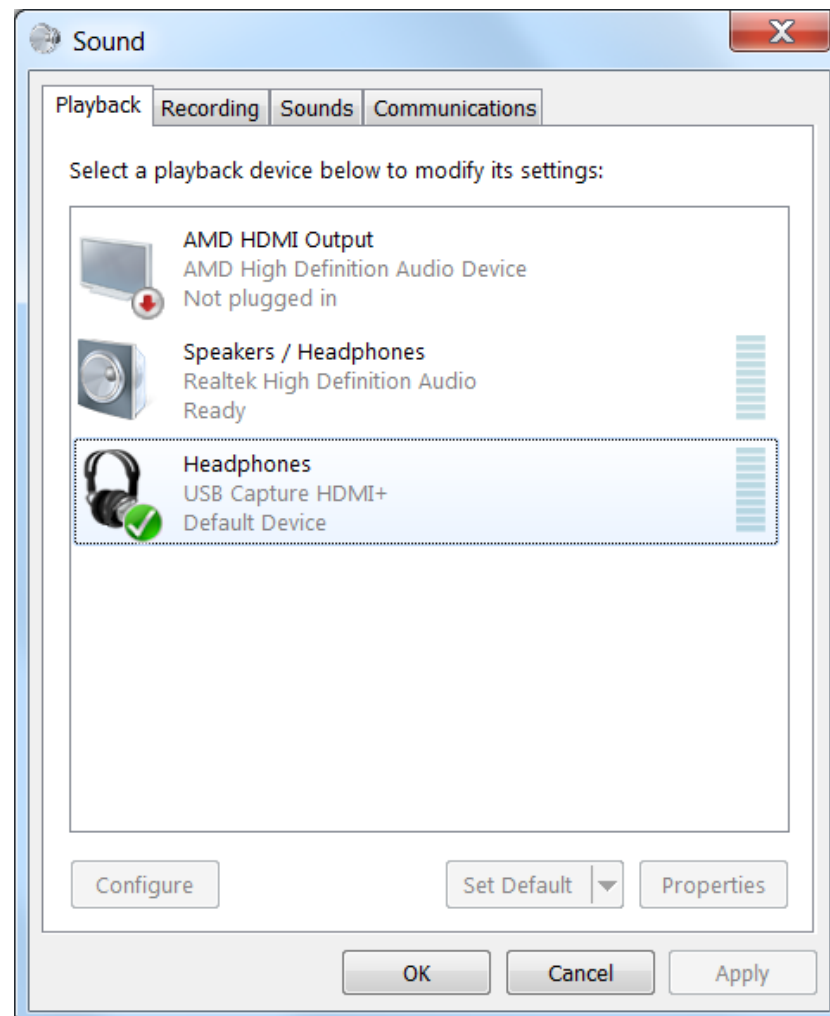 Sound
Playback Recording Sounds Communications
Select a playback device below to modify its settings:
AMD HDMI Output
AMD High Definition Audio Device
Not plugged in
Speakers / Headphones
Realtek High Definition Audio
Ready
Headphones
USB Capture HDMI+
Default Device
Configure Set Default Properties
OK Cancel Apply